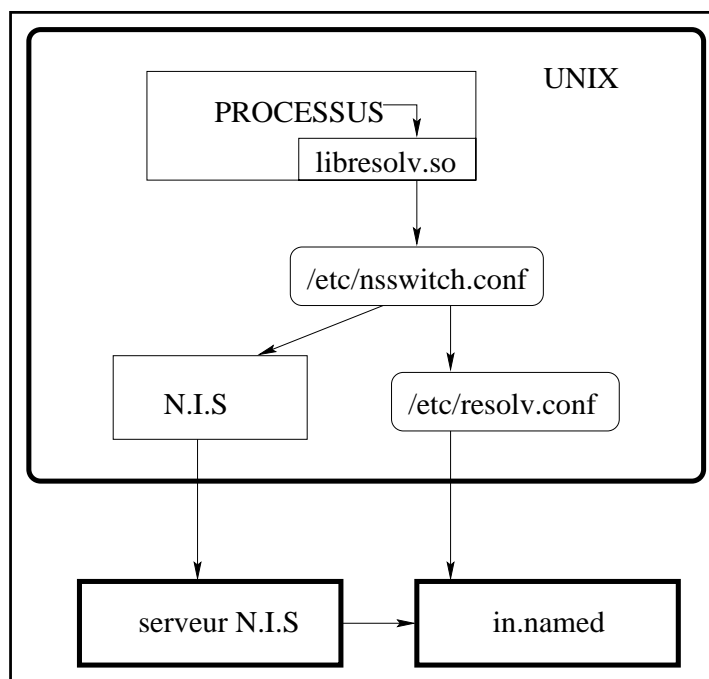 UNIX
PROCESSUS
libresolv.so
/etc/nsswitch.conf
N.I.S
/etc/resolv.conf
serveur N.I.S
in.named